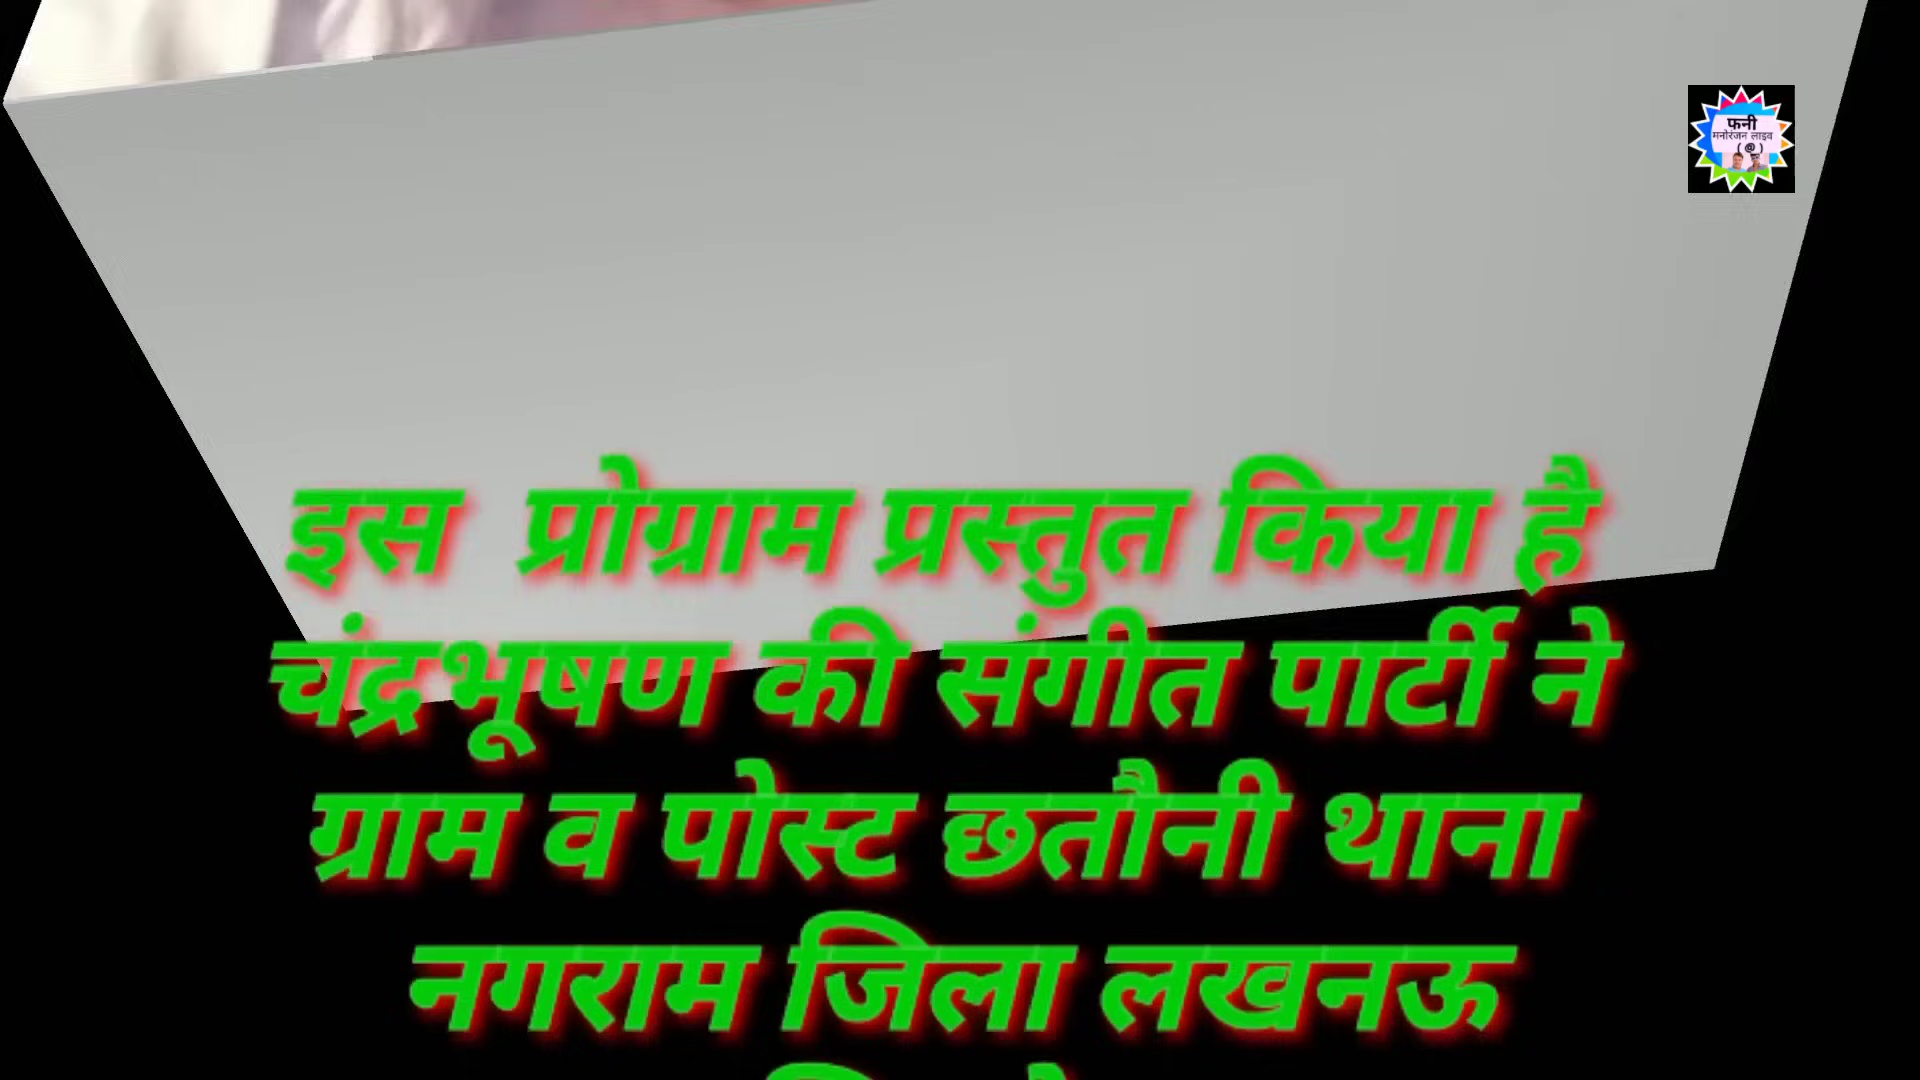 फनी
मनोरंजन लाइव
(@)
इस प्रोग्राम प्रस्तुत किया है
चंद्रभूषण की संगीत पार्टी ने
ग्राम व पोस्ट छतौनी थाना
नगराम जिला लखनऊ